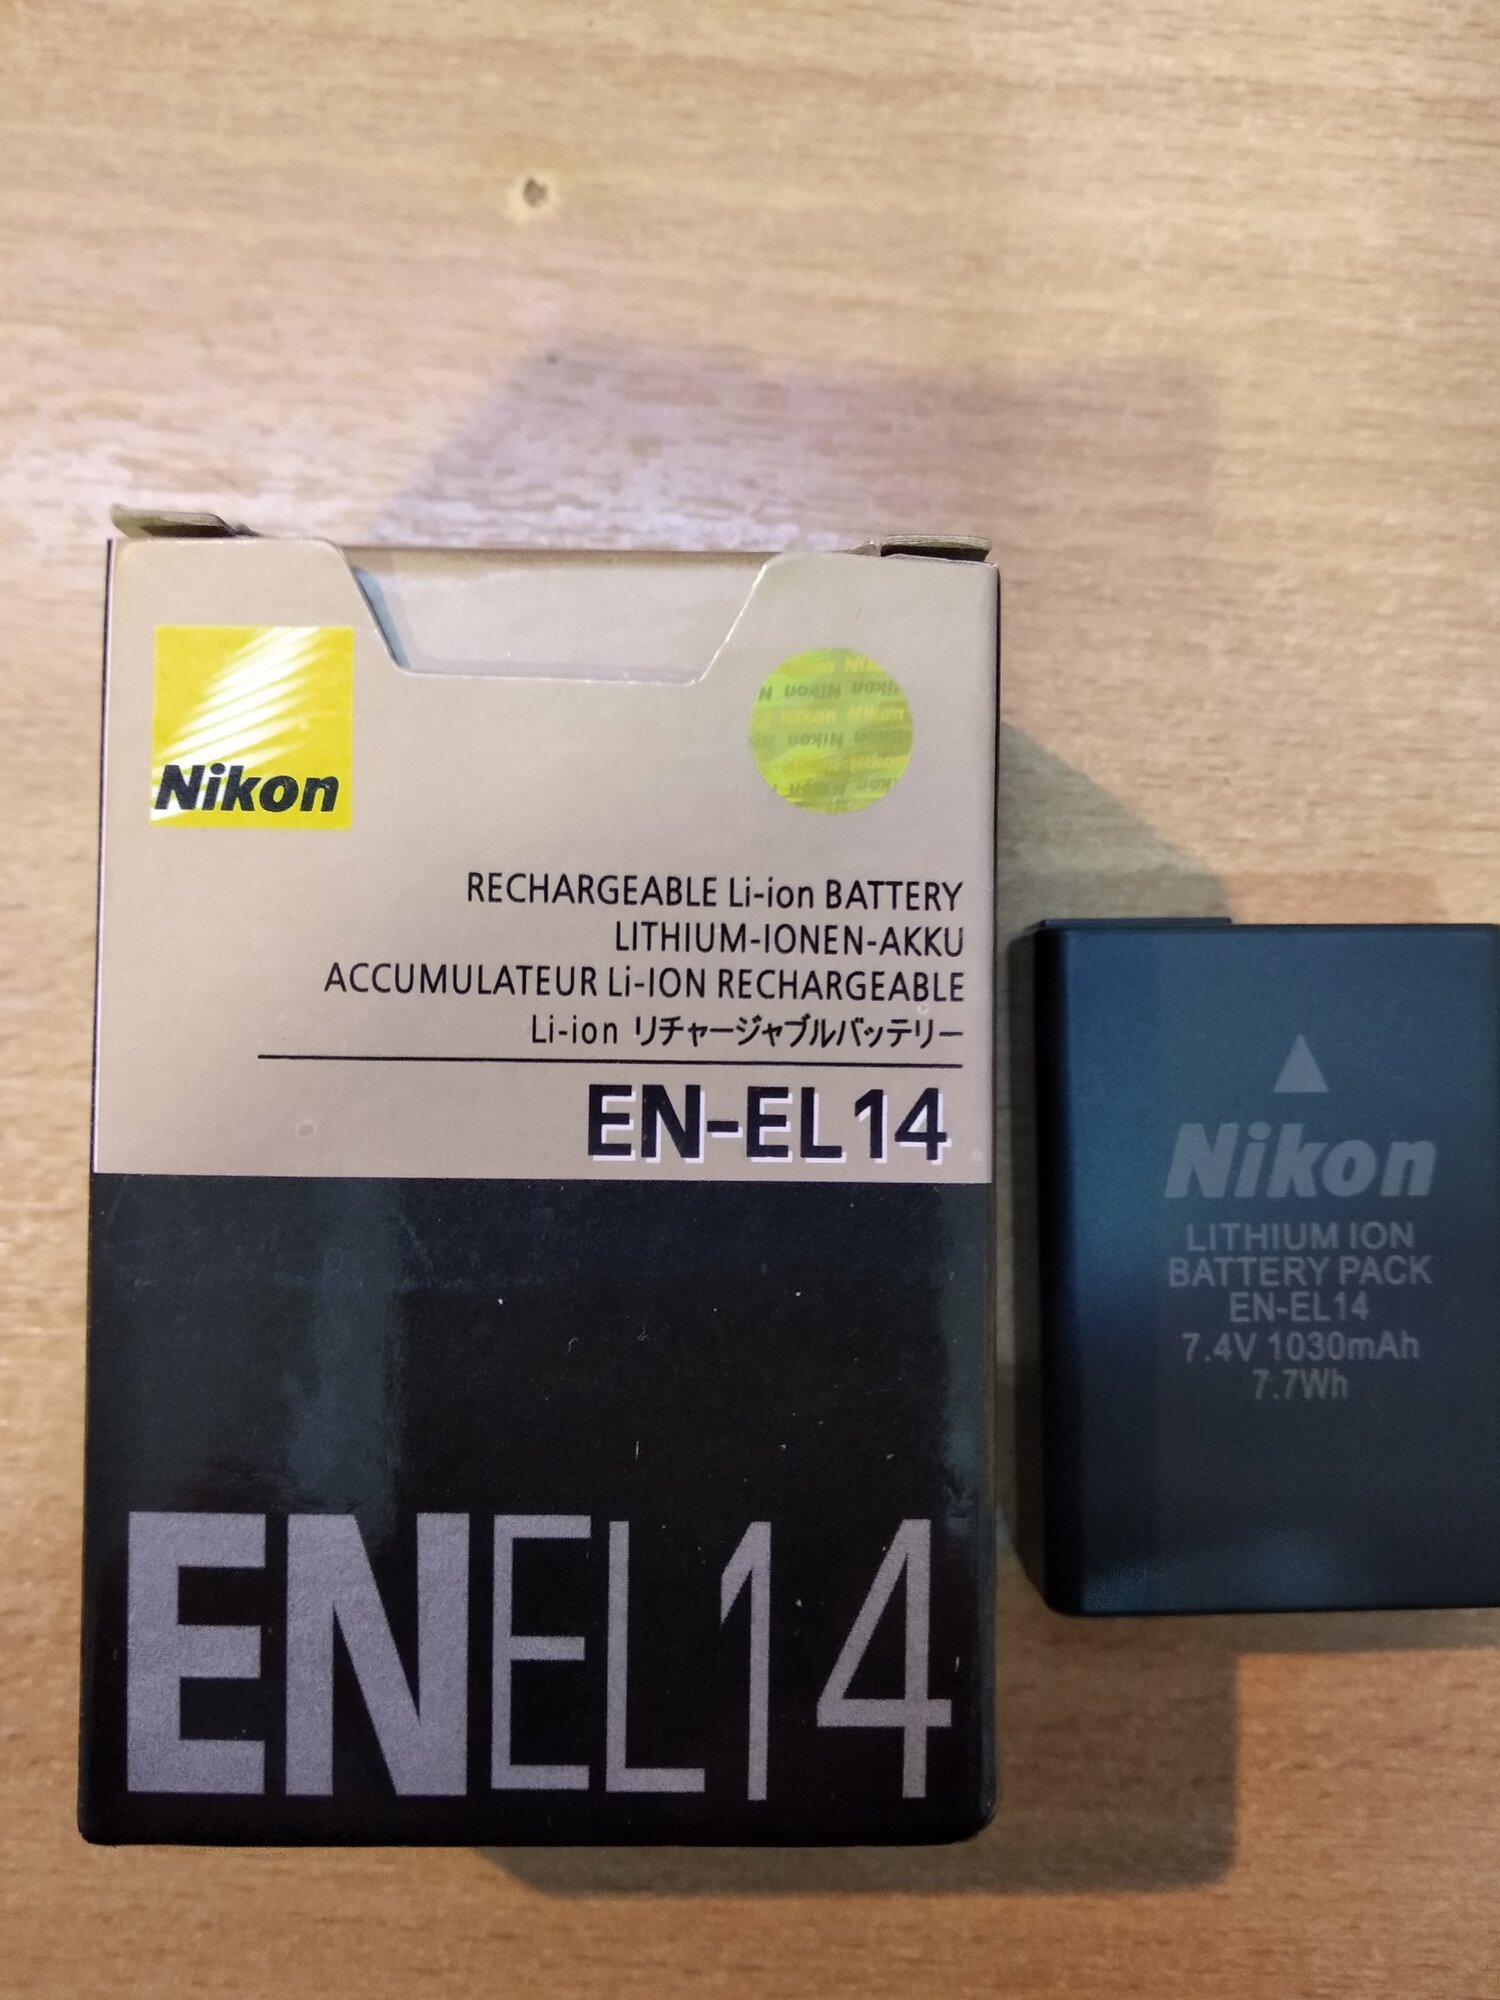 Nikon
Nikon Nikon
RECHARGEABLE Li-ion BATTERY
LITHIUM-IONEN-AKKU
ACCUMULATEUR Li-ION RECHARGEABLE
Li-ion リチャージャブルバッテリー
EN-EL14
ENEL14
Nikon
LITHIUM ION
BATTERY PACK
EN-EL14
7.4V 1030mAh
7.7Wh